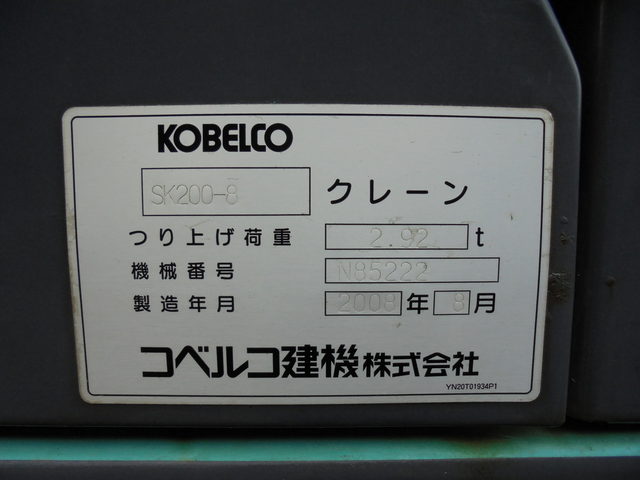 KOBELCO
SK200-8 クレーン
つり上げ荷重 2.92 t
機械番号 N85222
製造年月 2008 年 8 月
コベルコ建機株式会社
YN20T01934P1